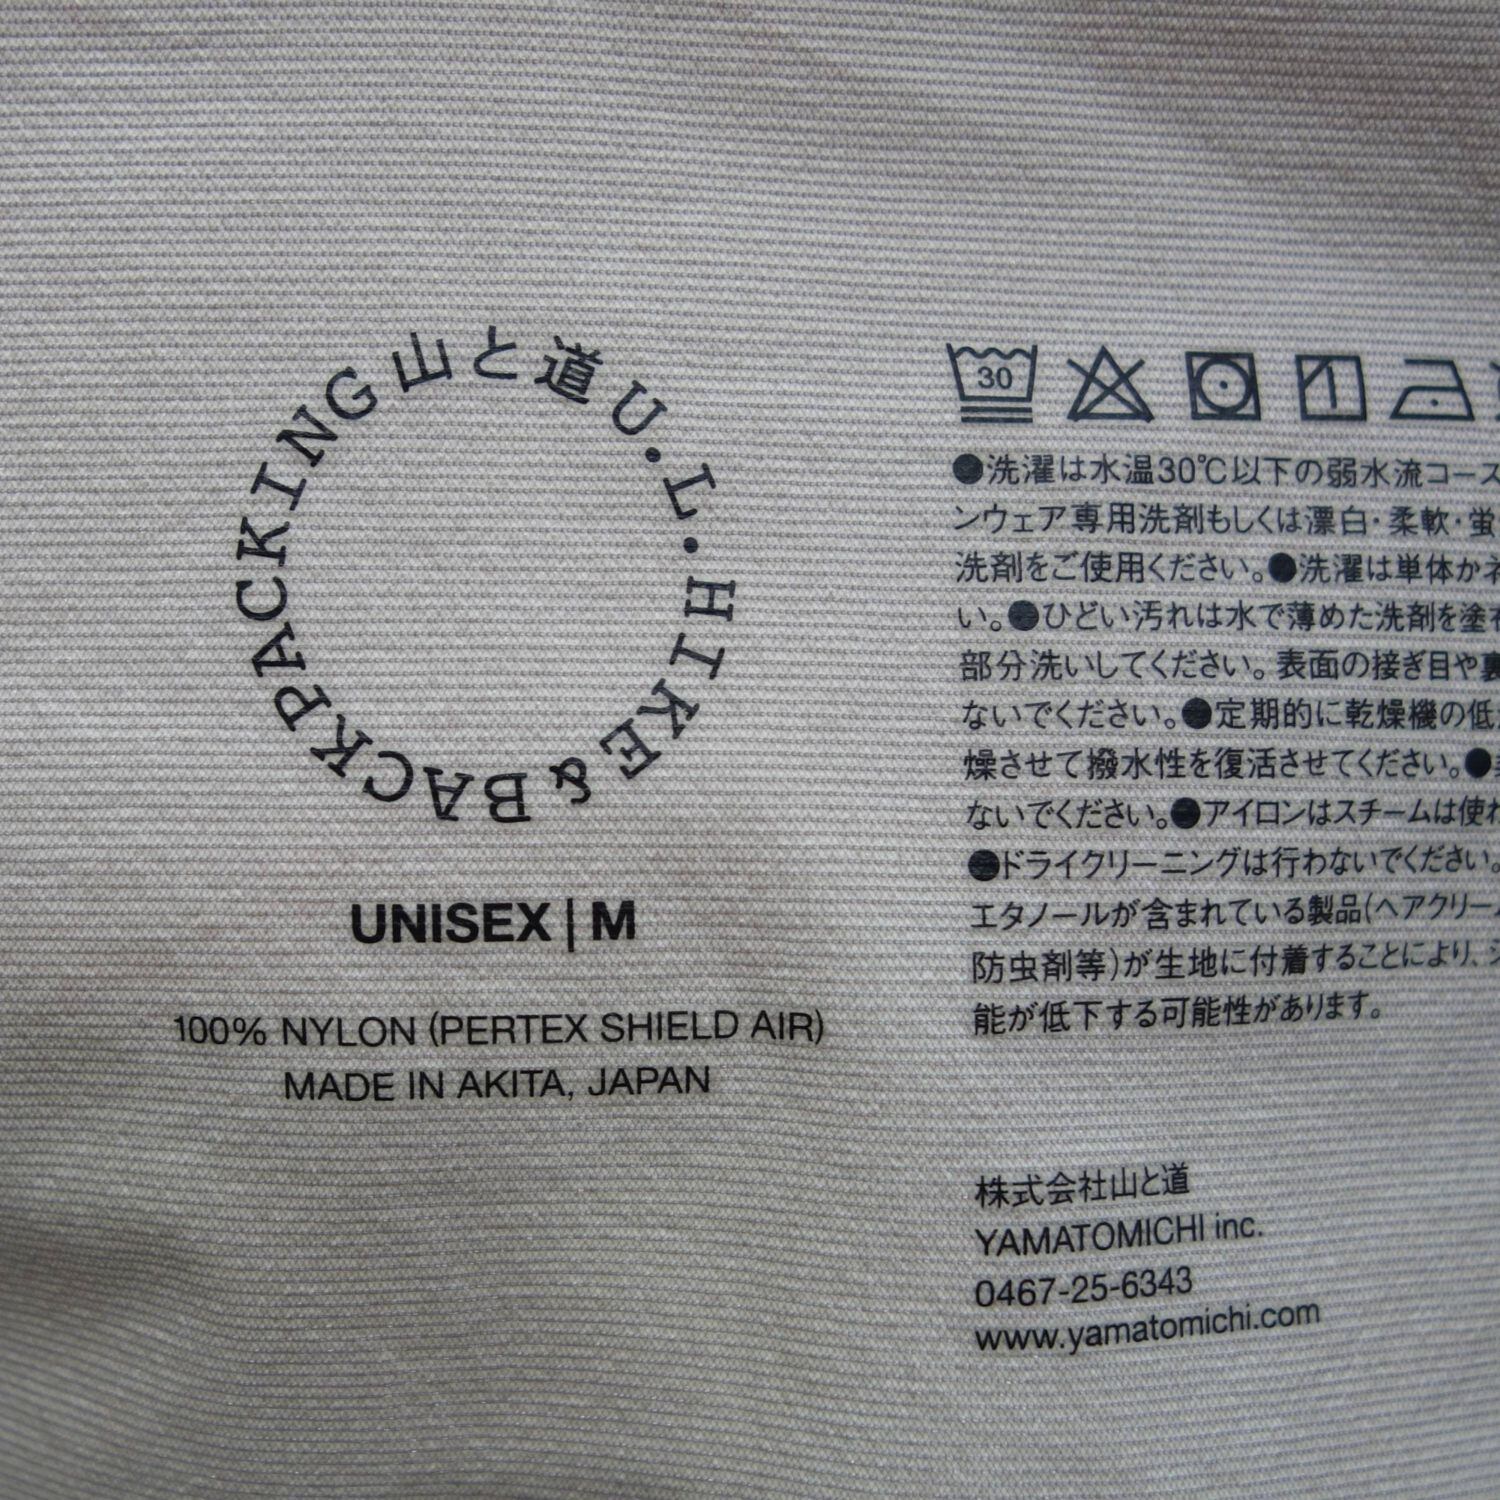 山と道 U.L.HIKE & BACKPACKING
UNISEX | M
100% NYLON (PERTEX SHIELD AIR)
MADE IN AKITA, JAPAN
30
●洗濯は水温30℃以下の弱水流コース
ンウェア専用洗剤もしくは漂白・柔軟・蛍
洗剤をご使用ください。●洗濯は単体かネ
い。●ひどい汚れは水で薄めた洗剤を塗布
部分洗いしてください。表面の接ぎ目や裏
ないでください。●定期的に乾燥機の低
燥させて撥水性を復活させてください。●
ないでください。●アイロンはスチームは使わ
●ドライクリーニングは行わないでください。
エタノールが含まれている製品(ヘアクリーム
防虫剤等)が生地に付着することにより、シ
能が低下する可能性があります。
株式会社山と道
YAMATOMICHI inc.
0467-25-6343
www.yamatomichi.com